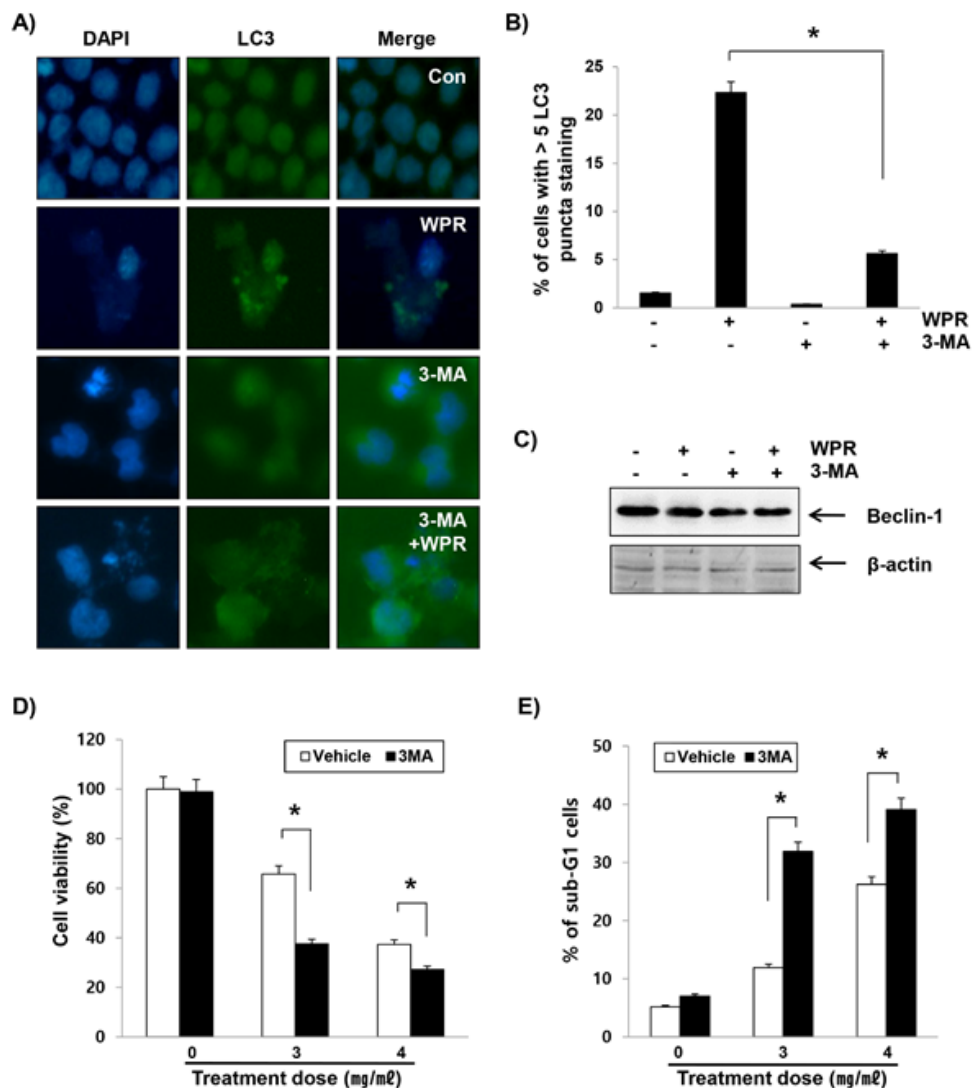 A)
DAPI LC3 Merge
Con
WPR
3-MA
3-MA
+WPR
B)
% of cells with > 5 LC3
puncta staining
25
20
15
10
5
0
*
- + - + WPR
- - + + 3-MA
C)
- + - + WPR
- - + + 3-MA
Beclin-1
β-actin
D)
Cell viability (%)
120
100
80
60
40
20
0
Vehicle 3MA
*
*
0 3 4
Treatment dose (mg/mℓ)
E)
% of sub-G1 cells
50
40
30
20
10
0
Vehicle 3MA
*
*
0 3 4
Treatment dose (mg/mℓ)